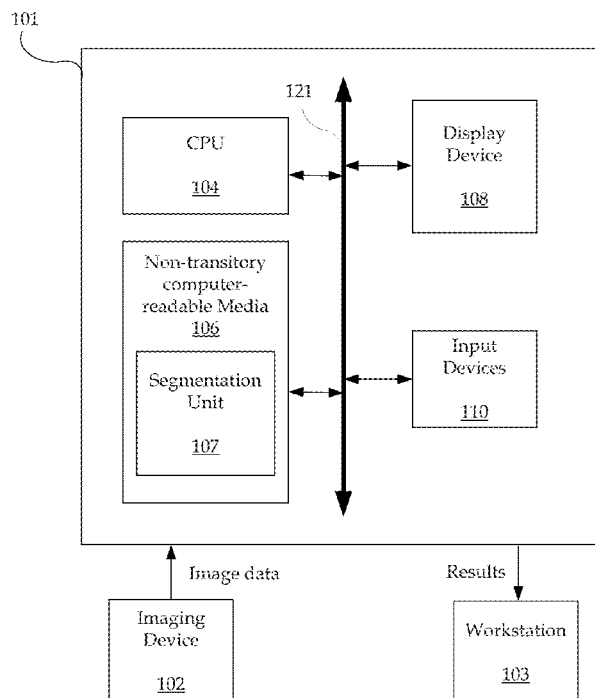 101
121
CPU
104
Display
Device
108
Non-transitory
computer-
readable Media
106
Segmentation
Unit
107
Input
Devices
110
Image data
Results
Imaging
Device
102
Workstation
103